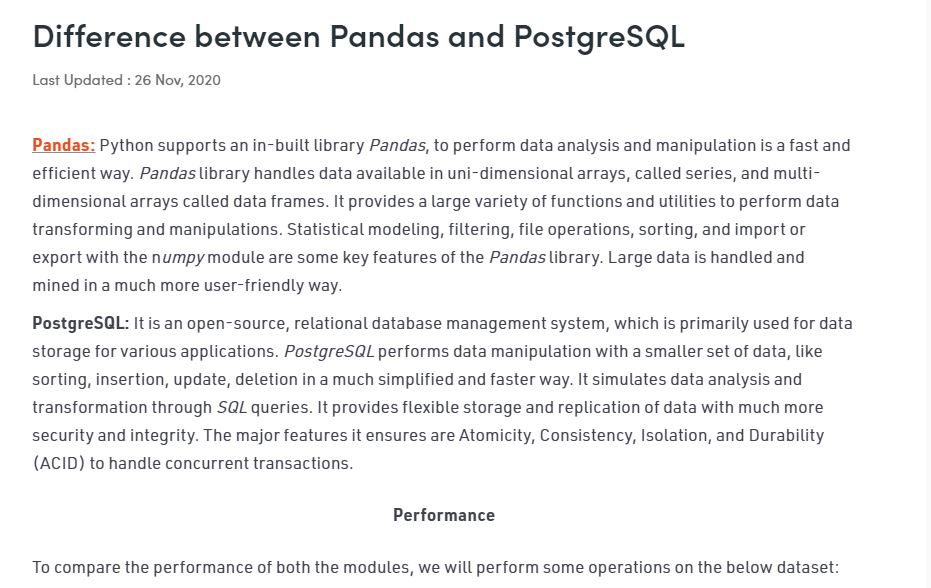 Difference between Pandas and PostgreSQL
Last Updated : 26 Nov, 2020
Pandas: Python supports an in-built library Pandas, to perform data analysis and manipulation is a fast and
efficient way. Pandas library handles data available in uni-dimensional arrays, called series, and multi-
dimensional arrays called data frames. It provides a large variety of functions and utilities to perform data
transforming and manipulations. Statistical modeling, filtering, file operations, sorting, and import or
export with the numpy module are some key features of the Pandas library. Large data is handled and
mined in a much more user-friendly way.
PostgreSQL: It is an open-source, relational database management system, which is primarily used for data
storage for various applications. PostgreSQL performs data manipulation with a smaller set of data, like
sorting, insertion, update, deletion in a much simplified and faster way. It simulates data analysis and
transformation through SQL queries. It provides flexible storage and replication of data with much more
security and integrity. The major features it ensures are Atomicity, Consistency, Isolation, and Durability
(ACID) to handle concurrent transactions.
Performance
To compare the performance of both the modules, we will perform some operations on the below dataset: